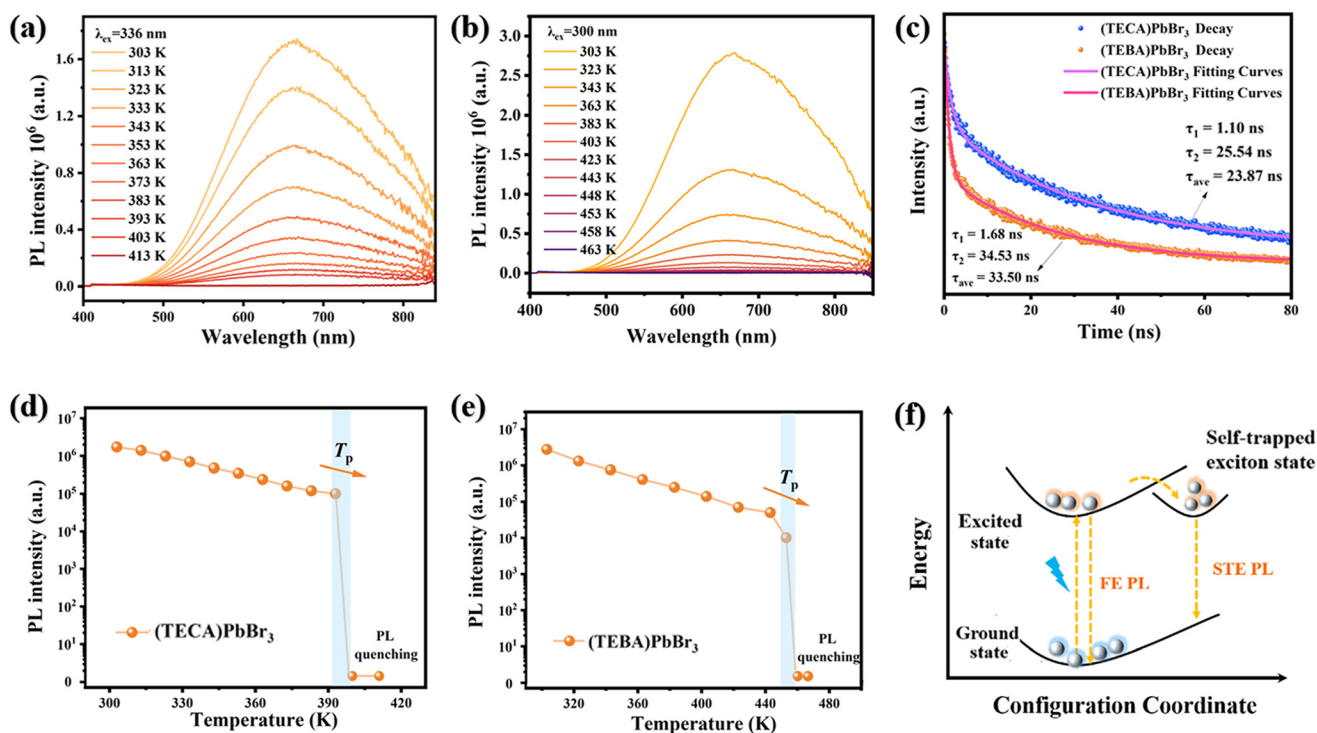 (a)
λex=336 nm
303 K
313 K
323 K
333 K
343 K
353 K
363 K
373 K
383 K
393 K
403 K
413 K
PL intensity 10⁶ (a.u.)
1.6
1.2
0.8
0.4
0.0
400 500 600 700 800
Wavelength (nm)
(b)
λex=300 nm
303 K
323 K
343 K
363 K
383 K
403 K
423 K
443 K
448 K
453 K
458 K
463 K
PL intensity 10⁶ (a.u.)
3.0
2.5
2.0
1.5
1.0
0.5
0.0
400 500 600 700 800
Wavelength (nm)
(c)
(TECA)PbBr₃ Decay
(TEBA)PbBr₃ Decay
(TECA)PbBr₃ Fitting Curves
(TEBA)PbBr₃ Fitting Curves
τ₁ = 1.10 ns
τ₂ = 25.54 ns
τave = 23.87 ns
τ₁ = 1.68 ns
τ₂ = 34.53 ns
τave = 33.50 ns
Intensity (a.u.)
0 20 40 60 80
Time (ns)
(d)
PL intensity (a.u.)
10⁷
10⁶
10⁵
10⁴
10³
10²
10¹
0
Tp
(TECA)PbBr₃
PL
quenching
300 330 360 390 420
Temperature (K)
(e)
PL intensity (a.u.)
10⁷
10⁶
10⁵
10⁴
10³
10²
10¹
0
Tp
(TEBA)PbBr₃
PL
quenching
320 360 400 440 480
Temperature (K)
(f)
Energy
Self-trapped
exciton state
Excited
state
FE PL
STE PL
Ground
state
Configuration Coordinate